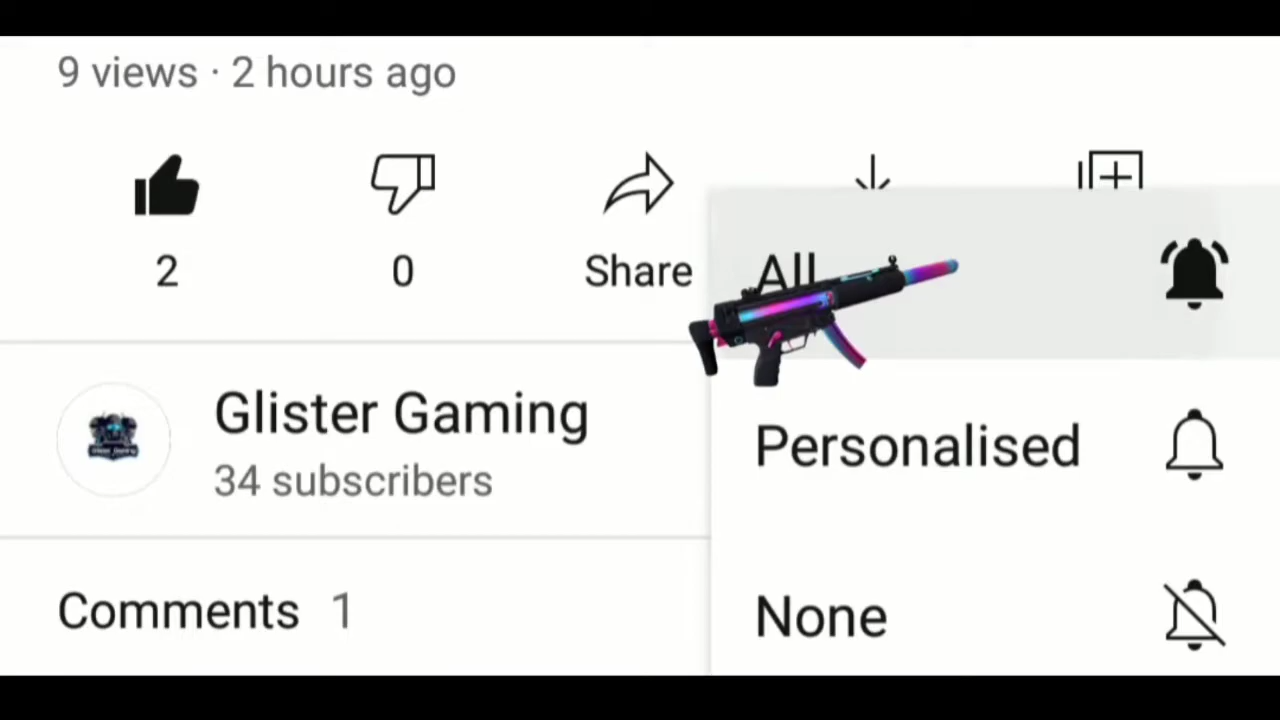 9 views · 2 hours ago
2
0
Share
All
Glister Gaming
34 subscribers
Personalised
Comments 1
None